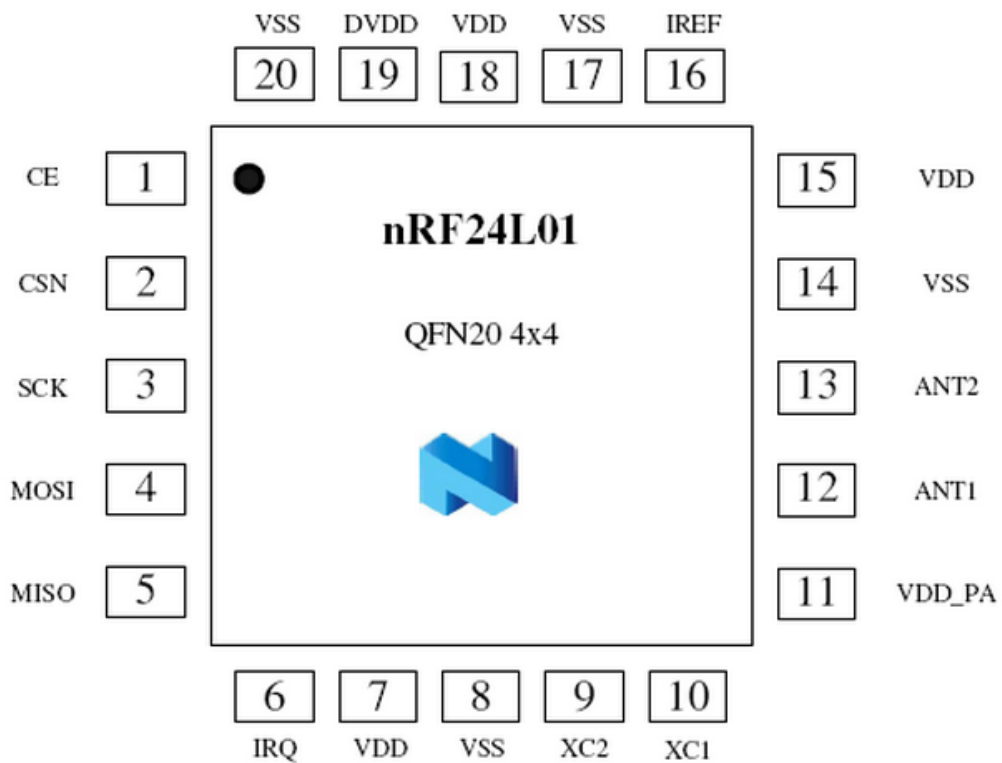 VSS DVDD VDD VSS IREF
20 19 18 17 16
CE 1 15 VDD
nRF24L01
CSN 2 14 VSS
QFN20 4x4
SCK 3 13 ANT2
MOSI 4 12 ANT1
MISO 5 11 VDD_PA
6 7 8 9 10
IRQ VDD VSS XC2 XC1